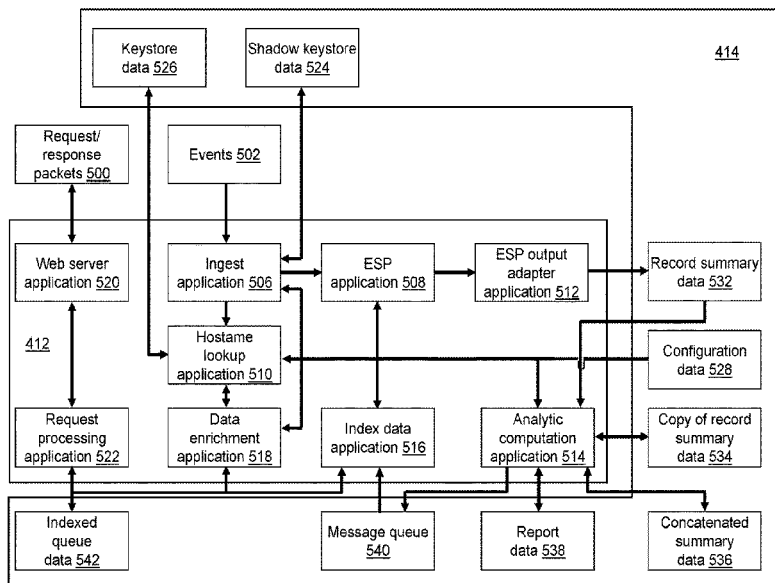 Keystore
data 526
Shadow keystore
data 524
414
Request/
response
packets 500
Events 502
Web server
application 520
Ingest
application 506
ESP
application 508
ESP output
adapter
application 512
Record summary
data 532
412
Hostame
lookup
application 510
Configuration
data 528
Request
processing
application 522
Data
enrichment
application 518
Index data
application 516
Analytic
computation
application 514
Copy of record
summary
data 534
Indexed
queue
data 542
Message queue
540
Report
data 538
Concatenated
summary
data 536